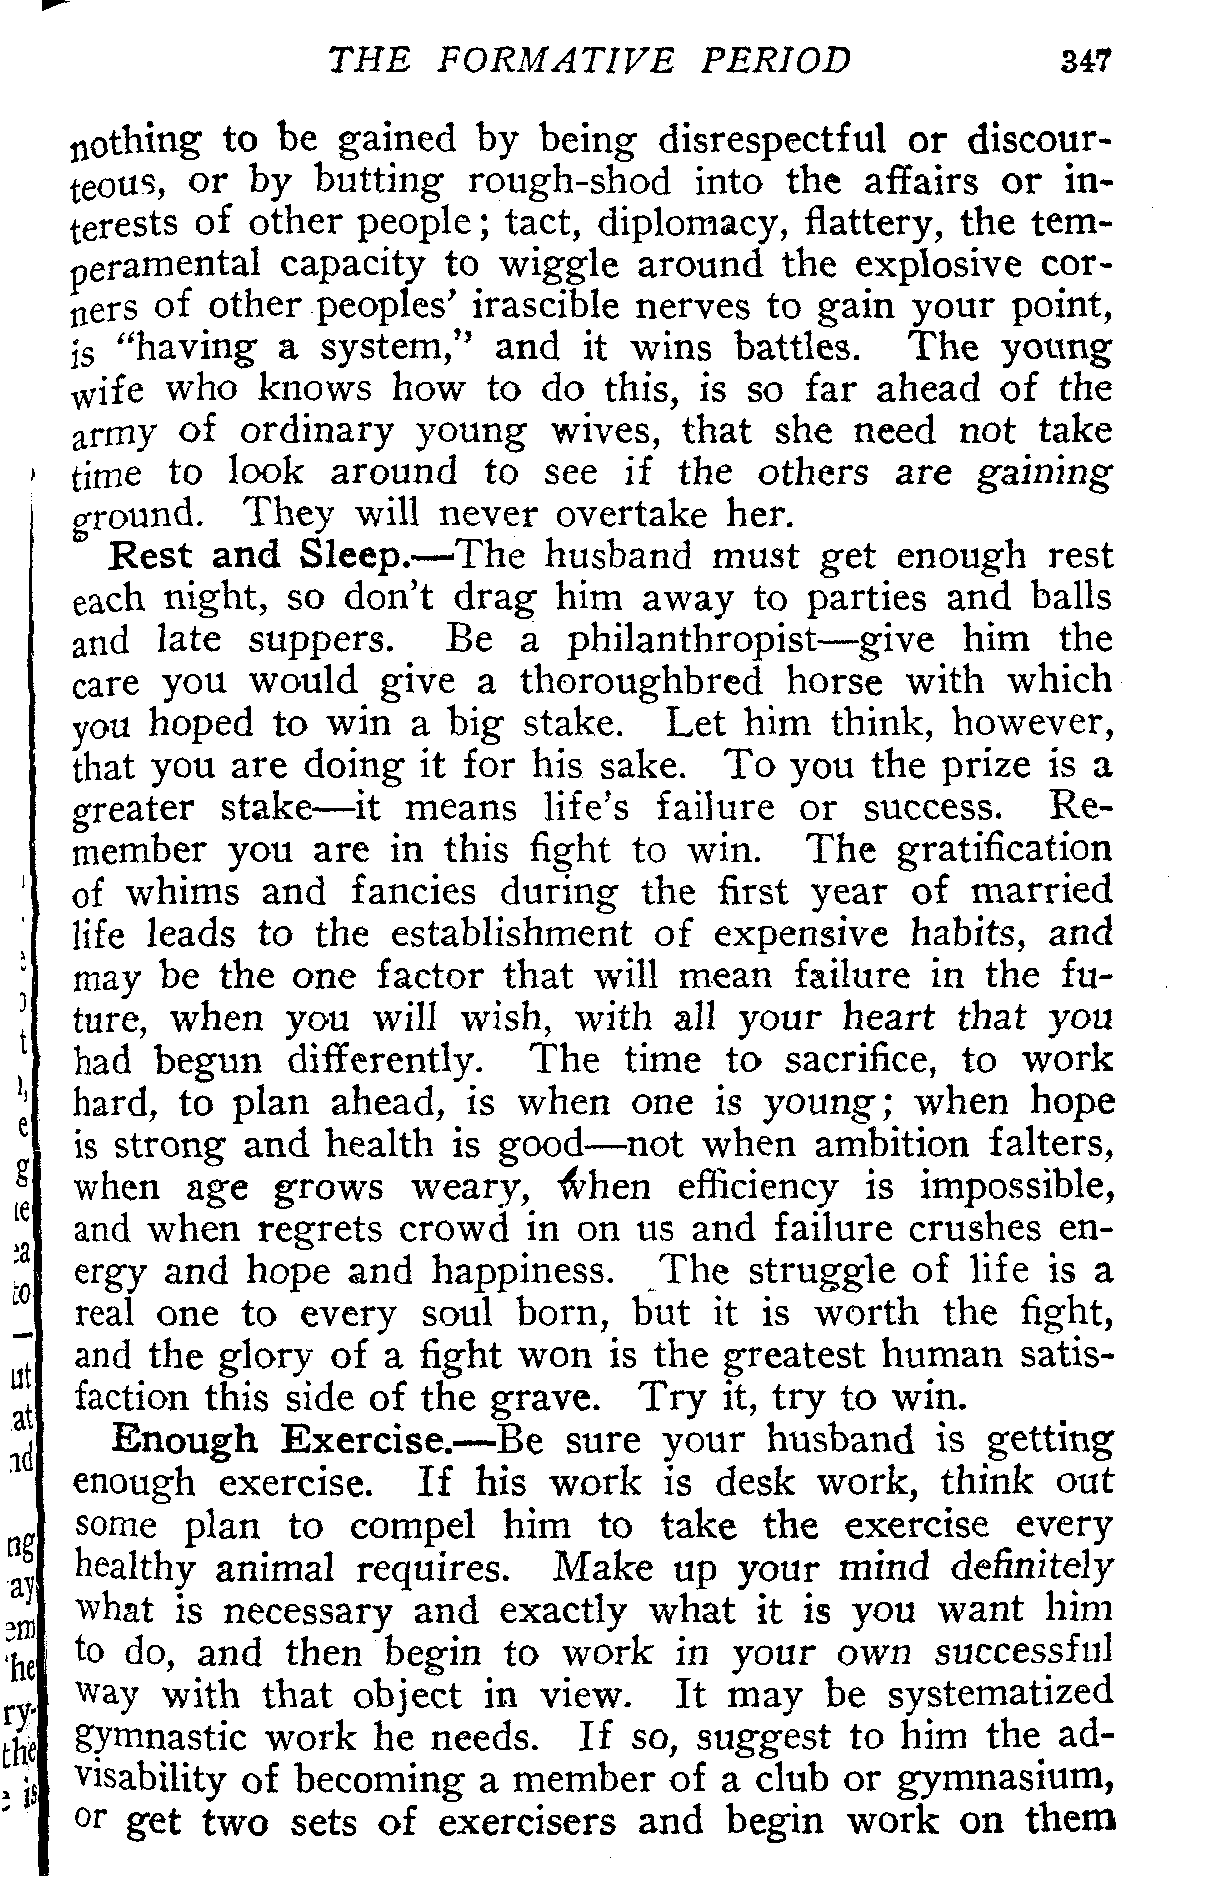 THE FORMATIVE PERIOD 347
nothing to be gained by being disrespectful or discour-
teous, or by butting rough-shod into the affairs or in-
terests of other people; tact, diplomacy, flattery, the tem-
peramental capacity to wiggle around the explosive cor-
ners of other peoples' irascible nerves to gain your point,
is "having a system," and it wins battles. The young
wife who knows how to do this, is so far ahead of the
army of ordinary young wives, that she need not take
time to look around to see if the others are gaining
ground. They will never overtake her.
Rest and Sleep.—The husband must get enough rest
each night, so don't drag him away to parties and balls
and late suppers. Be a philanthropist—give him the
care you would give a thoroughbred horse with which
you hoped to win a big stake. Let him think, however,
that you are doing it for his sake. To you the prize is a
greater stake—it means life's failure or success. Re-
member you are in this fight to win. The gratification
of whims and fancies during the first year of married
life leads to the establishment of expensive habits, and
may be the one factor that will mean failure in the fu-
ture, when you will wish, with all your heart that you
had begun differently. The time to sacrifice, to work
hard, to plan ahead, is when one is young; when hope
is strong and health is good—not when ambition falters,
when age grows weary, when efficiency is impossible,
and when regrets crowd in on us and failure crushes en-
ergy and hope and happiness. The struggle of life is a
real one to every soul born, but it is worth the fight,
and the glory of a fight won is the greatest human satis-
faction this side of the grave. Try it, try to win.
Enough Exercise.—Be sure your husband is getting
enough exercise. If his work is desk work, think out
some plan to compel him to take the exercise every
healthy animal requires. Make up your mind definitely
what is necessary and exactly what it is you want him
to do, and then begin to work in your own successful
way with that object in view. It may be systematized
gymnastic work he needs. If so, suggest to him the ad-
visability of becoming a member of a club or gymnasium,
or get two sets of exercisers and begin work on them